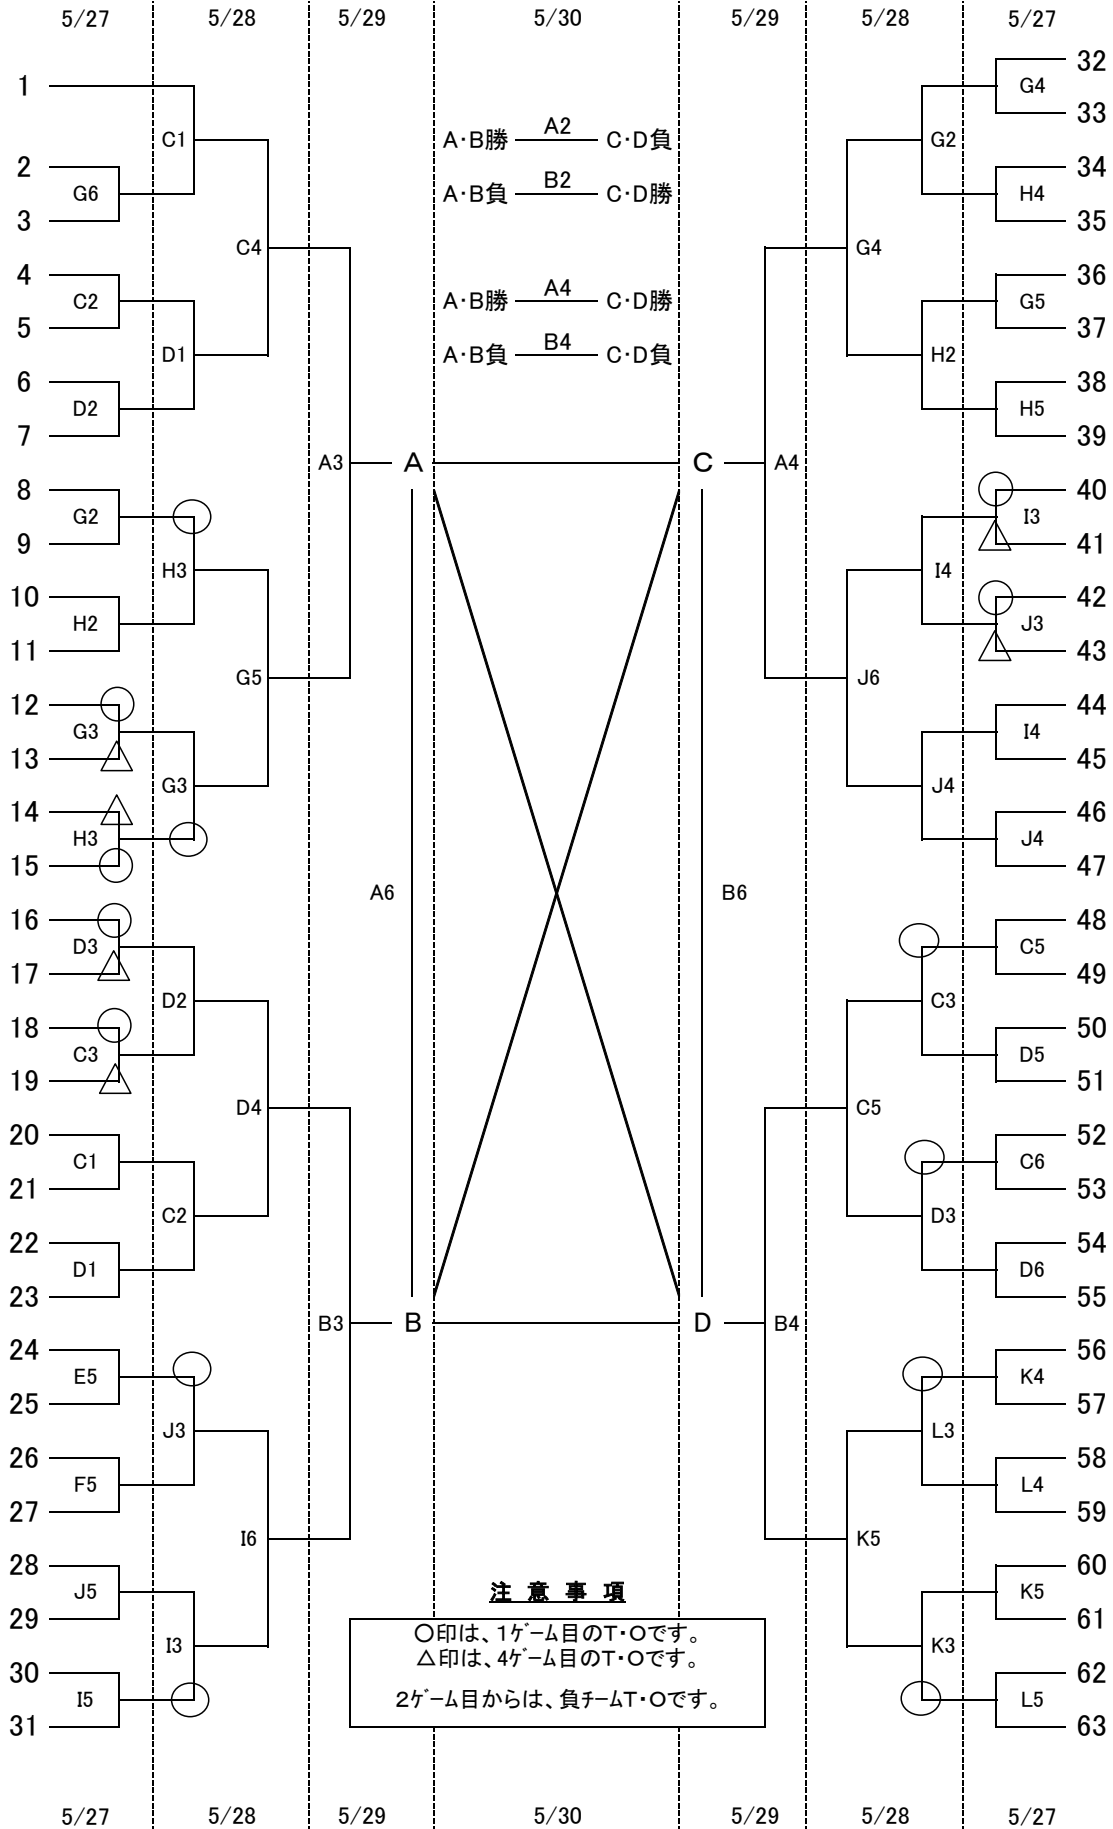 5/27 5/28 5/29 5/30 5/29 5/28 5/27
32
1 G4
33
A2
C1 A・B勝 C・D負 G2
2 34
G6 B2 H4
A・B負 C・D勝
3 35
C4 G4
4 36
A4
C2 A・B勝 C・D勝 G5
5 37
B4
D1 A・B負 C・D負 H2
6 38
D2 H5
7 39
A3 A C A4
8 40
G2 I3
9 41
H3 I4
10 42
H2 J3
11 43
G5 J6
12 44
G3 I4
13 45
G3 J4
14 46
H3 J4
15 47
A6 B6
16 48
D3 C5
17 49
D2 C3
18 50
C3 D5
19 51
D4 C5
20 52
C1 C6
21 53
C2 D3
22 54
D1 D6
23 55
B3 B D B4
24 56
E5 K4
25 57
J3 L3
26 58
F5 L4
27 59
I6 K5
28 60
J5 注 意 事 項 K5
29 61
○印は、1ゲーム目のT・Oです。
I3 K3
△印は、4ゲーム目のT・Oです。
30 62
I5 2ゲーム目からは、負チームT・Oです。 L5
31 63
5/27 5/28 5/29 5/30 5/29 5/28 5/27